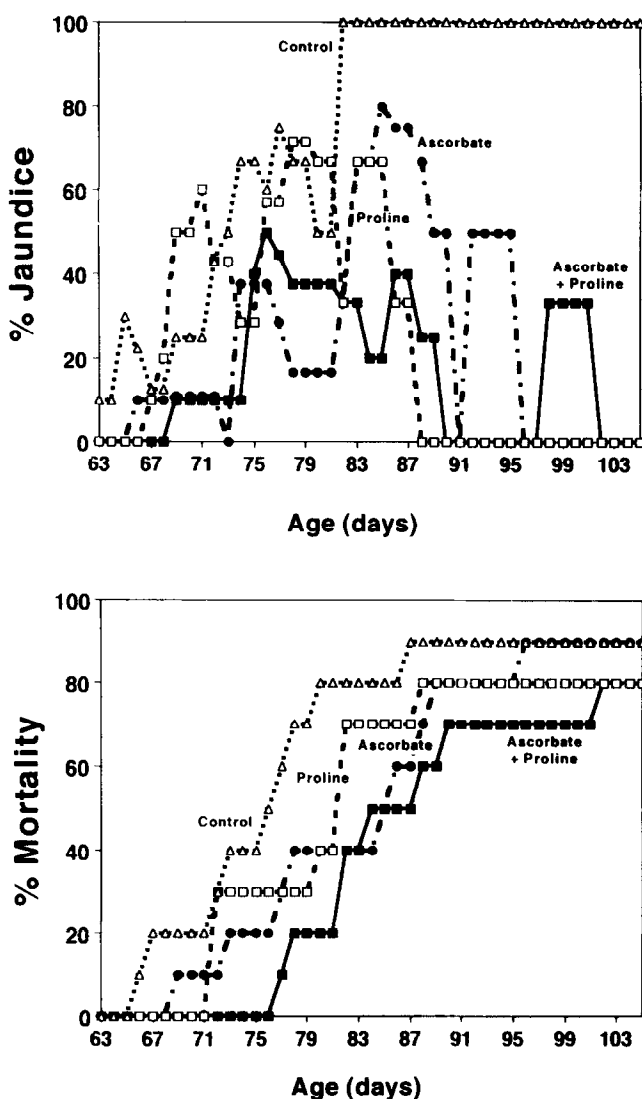 100
80
60
40
20
0
% Jaundice
Control
Ascorbate
Proline
Ascorbate
+ Proline
63 67 71 75 79 83 87 91 95 99 103
Age (days)
100
80
60
40
20
0
% Mortality
Control
Proline
Ascorbate
Ascorbate
+ Proline
63 67 71 75 79 83 87 91 95 99 103
Age (days)